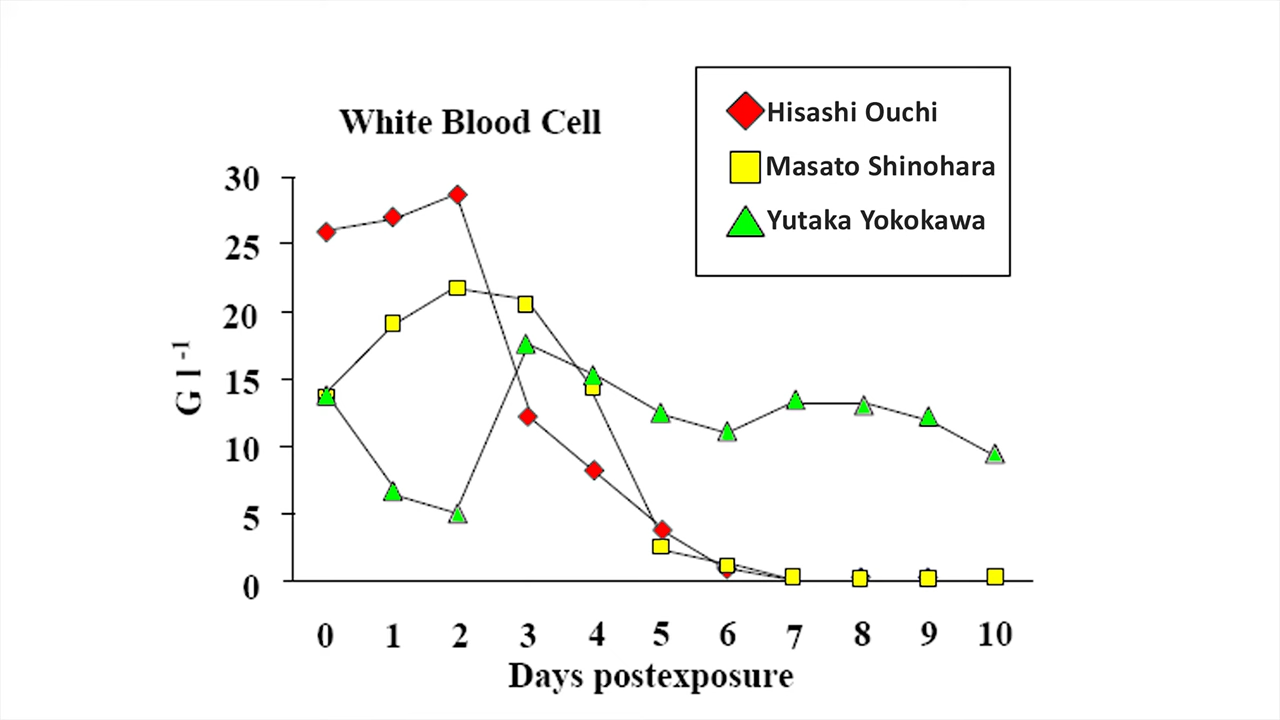 White Blood Cell
Hisashi Ouchi
Masato Shinohara
Yutaka Yokokawa
30
25
20
15
10
5
0
G l -1
0 1 2 3 4 5 6 7 8 9 10
Days postexposure